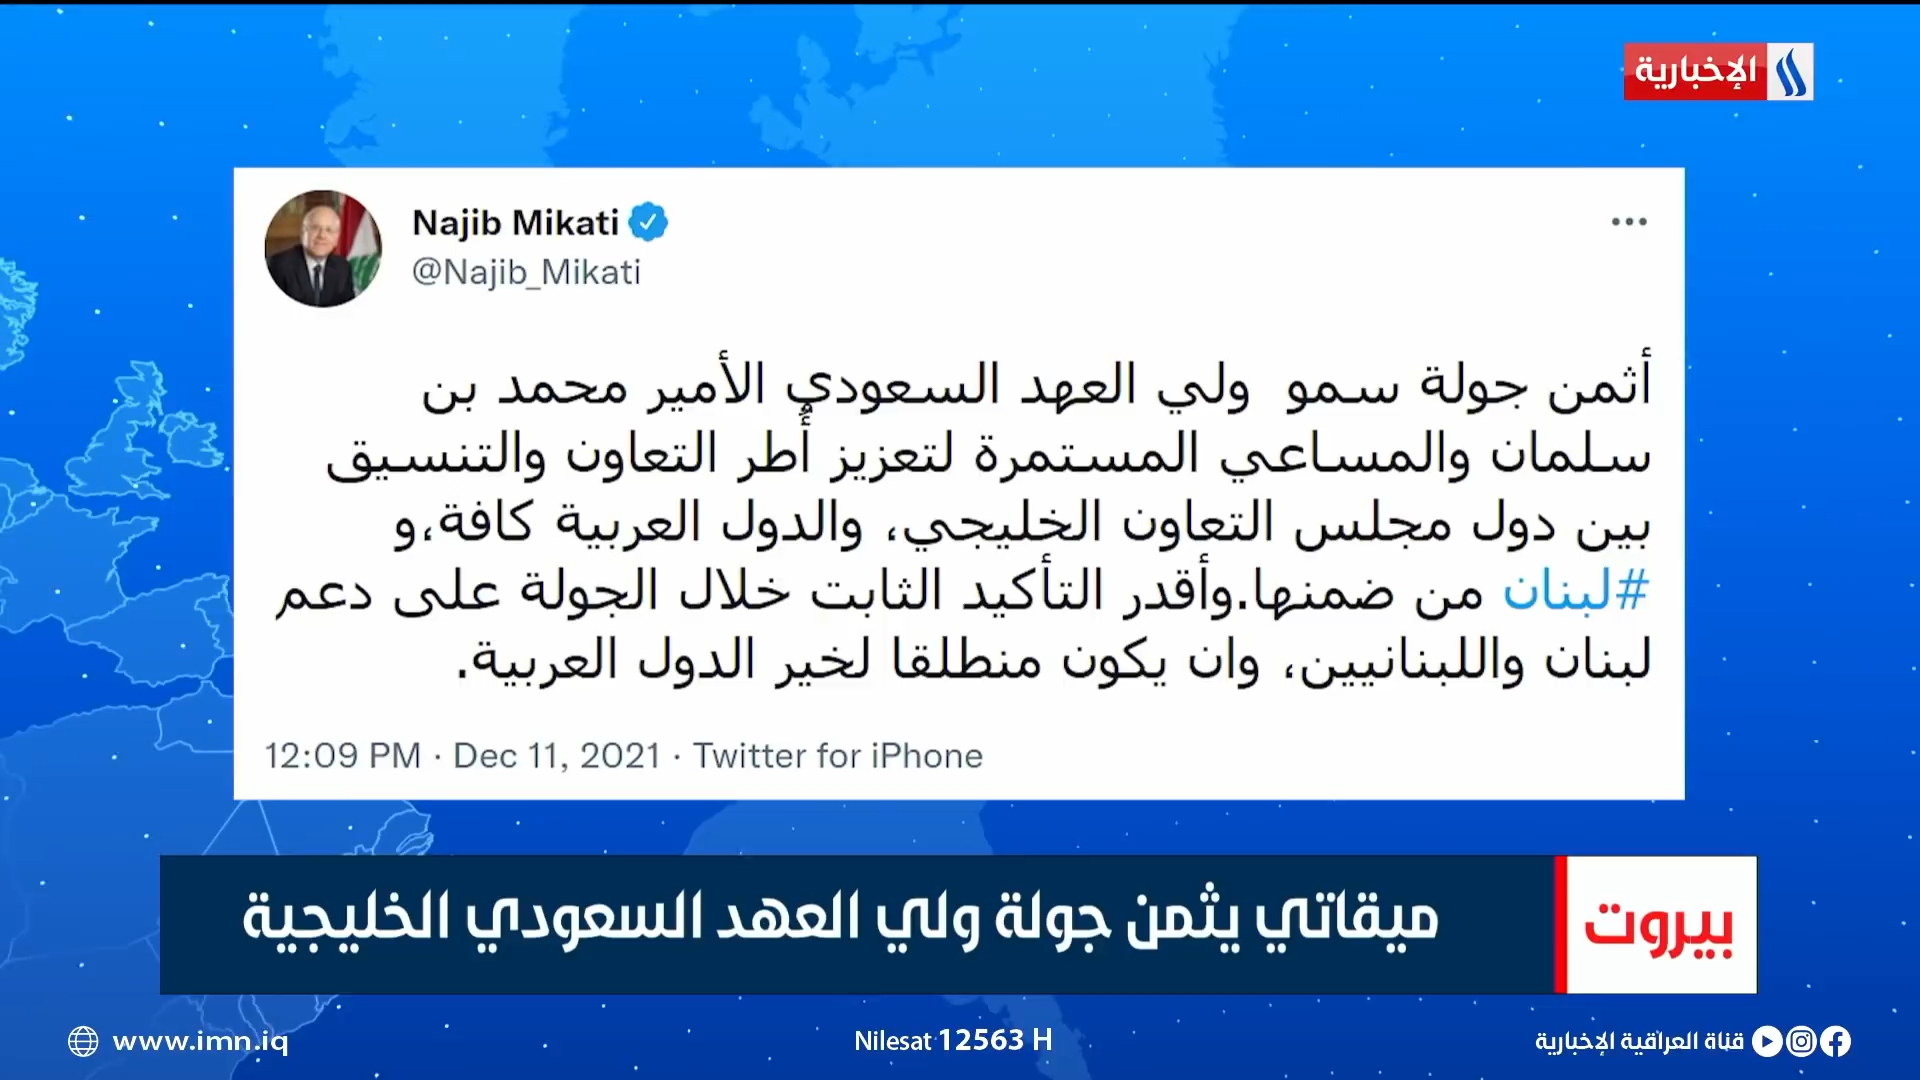 الإخبارية
Najib Mikati
@Najib_Mikati
أثمن جولة سمو ولي العهد السعودي الأمير محمد بن
سلمان والمساعي المستمرة لتعزيز أُطر التعاون والتنسيق
بين دول مجلس التعاون الخليجي، والدول العربية كافة،و
#لبنان من ضمنها.وأقدر التأكيد الثابت خلال الجولة على دعم
لبنان واللبنانيين، وان يكون منطلقا لخير الدول العربية.
12:09 PM · Dec 11, 2021 · Twitter for iPhone
بيروت
ميقاتي يثمن جولة ولي العهد السعودي الخليجية
www.imn.iq
Nilesat 12563 H
قناة العراقية الإخبارية